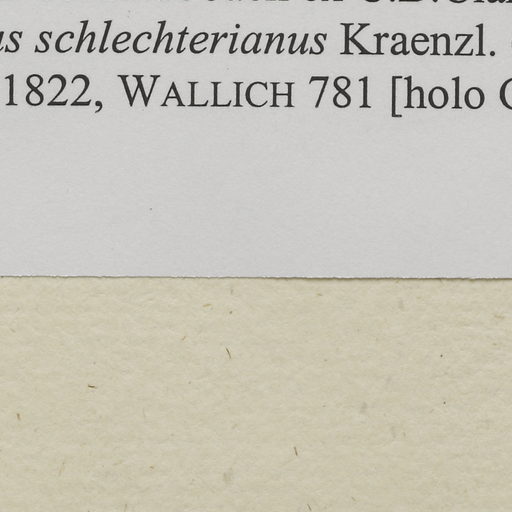 us schlechterianus Kraenzl.
1822, WALLICH 781 [holo